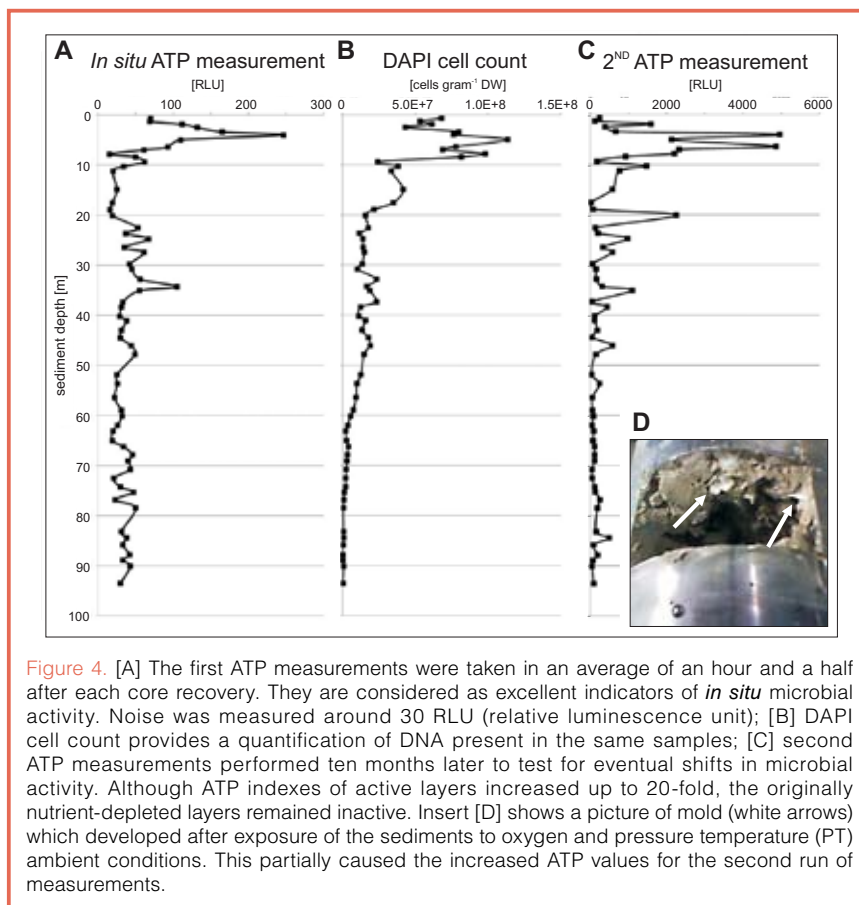 A In situ ATP measurement B DAPI cell count C 2ND ATP measurement
[RLU] [cells gram-1 DW] [RLU]
0 100 200 300 0 5.0E+7 1.0E+8 1.5E+8 0 2000 4000 6000
0
10
20
30
40
50
60
70
80
90
100
sediment depth [m]
D
Figure 4. [A] The first ATP measurements were taken in an average of an hour and a half
after each core recovery. They are considered as excellent indicators of in situ microbial
activity. Noise was measured around 30 RLU (relative luminescence unit); [B] DAPI
cell count provides a quantification of DNA present in the same samples; [C] second
ATP measurements performed ten months later to test for eventual shifts in microbial
activity. Although ATP indexes of active layers increased up to 20-fold, the originally
nutrient-depleted layers remained inactive. Insert [D] shows a picture of mold (white arrows)
which developed after exposure of the sediments to oxygen and pressure temperature (PT)
ambient conditions. This partially caused the increased ATP values for the second run of
measurements.